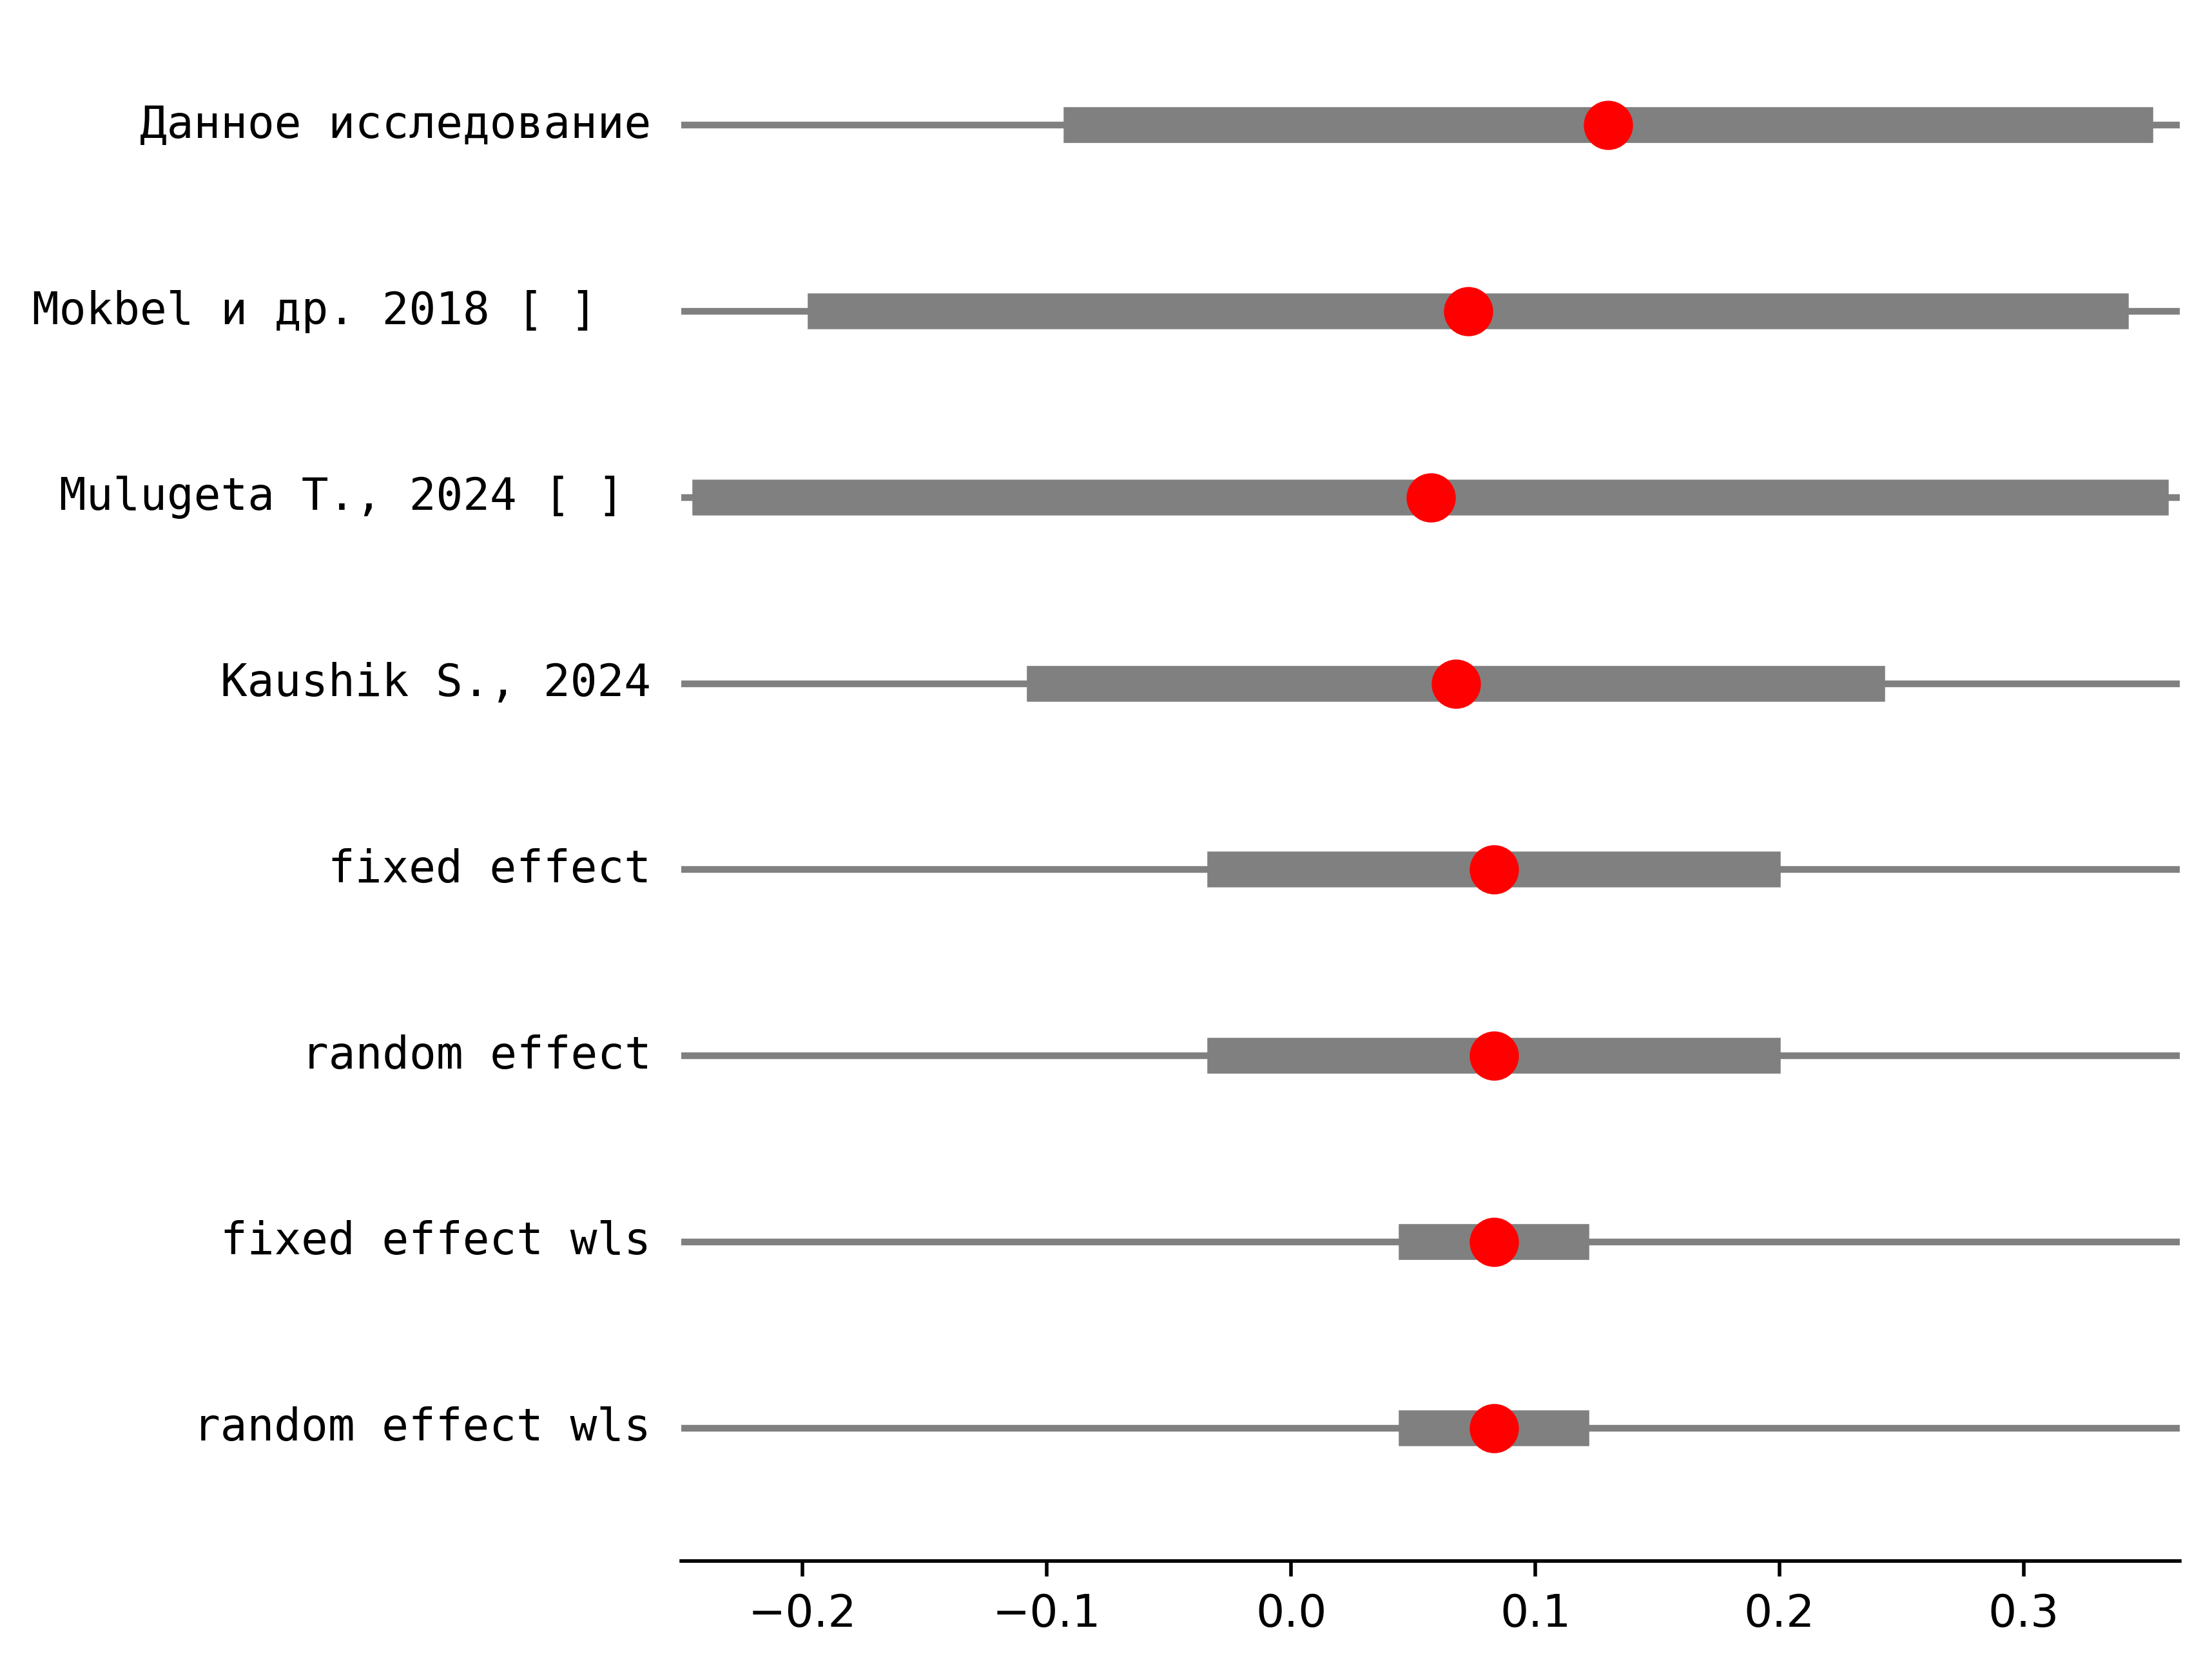 Данное исследование
Mokbel и др. 2018 [ ]
Mulugeta T., 2024 [ ]
Kaushik S., 2024
fixed effect
random effect
fixed effect wls
random effect wls
−0.2 −0.1 0.0 0.1 0.2 0.3